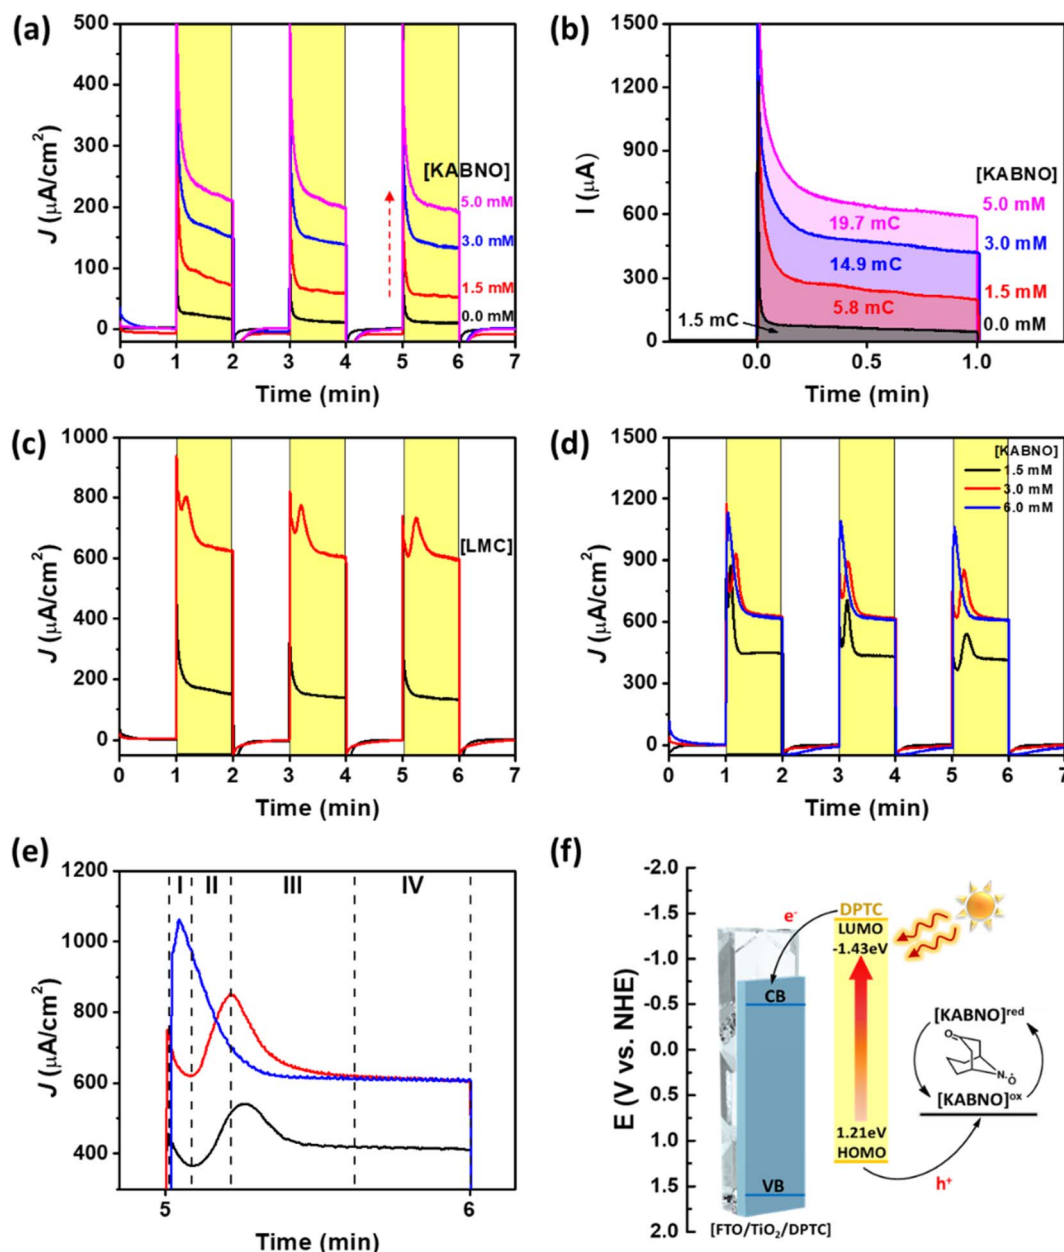 (a)
500
400
300
200
100
0
J (μA/cm²)
[KABNO]
5.0 mM
3.0 mM
1.5 mM
0.0 mM
0 1 2 3 4 5 6 7
Time (min)
(b)
1500
1200
900
600
300
0
I (μA)
[KABNO]
5.0 mM
3.0 mM
1.5 mM
0.0 mM
19.7 mC
14.9 mC
5.8 mC
1.5 mC
0.0 0.5 1.0
Time (min)
(c)
1000
800
600
400
200
0
J (μA/cm²)
[LMC]
0 1 2 3 4 5 6 7
Time (min)
(d)
1500
1200
900
600
300
0
J (μA/cm²)
[KABNO]
1.5 mM
3.0 mM
6.0 mM
0 1 2 3 4 5 6 7
Time (min)
(e)
1200
1000
800
600
400
J (μA/cm²)
I II III IV
5 6
Time (min)
(f)
-2.0
-1.5
-1.0
-0.5
0.0
0.5
1.0
1.5
2.0
E (V vs. NHE)
e⁻
DPTC
LUMO
-1.43eV
CB
[KABNO]ʳᵉᵈ
O
N
O
[KABNO]ᵒˣ
1.21eV
HOMO
VB
h⁺
[FTO/TiO₂/DPTC]